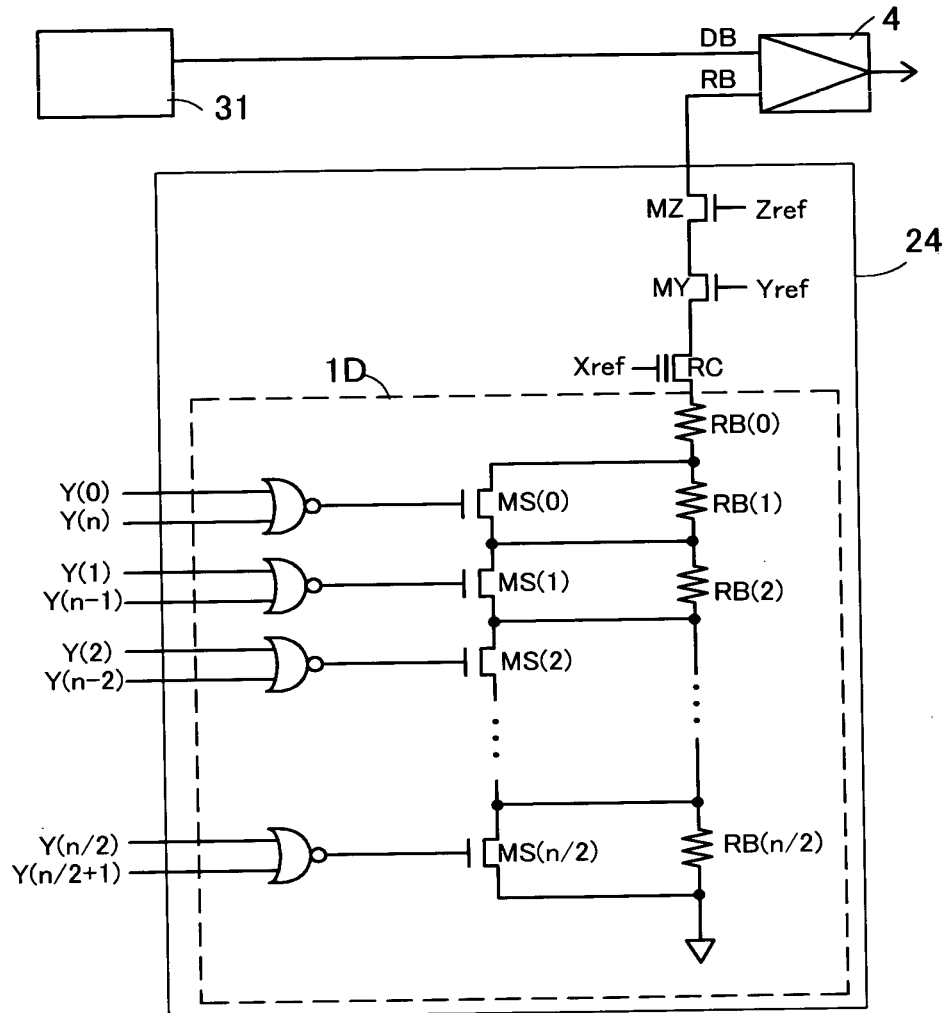 4
DB
RB
31
MZ
Zref
24
MY
Yref
Xref
RC
1D
RB(0)
Y(0)
Y(n)
MS(0)
RB(1)
Y(1)
Y(n−1)
MS(1)
RB(2)
Y(2)
Y(n−2)
MS(2)
Y(n/2)
Y(n/2+1)
MS(n/2)
RB(n/2)